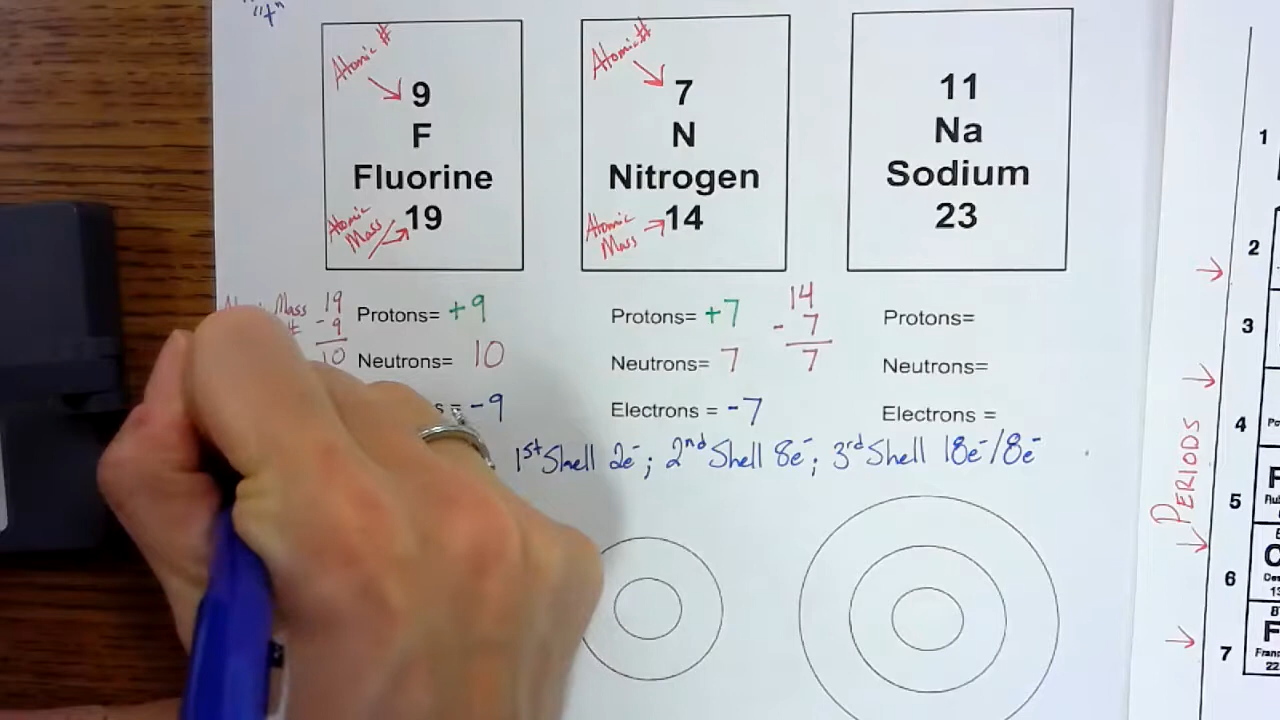 "+"
Atomic #
9
F
Fluorine
Atomic
Mass
19
Mass 19
- 9
10
Protons= +9
Neutrons= 10
s = -9
Atomic #
7
N
Nitrogen
Atomic
Mass
14
Protons= +7
Neutrons= 7
Electrons = -7
14
- 7
7
11
Na
Sodium
23
Protons=
Neutrons=
Electrons =
1st Shell 2e-; 2nd Shell 8e-; 3rd Shell 18e-/8e-
PERIODS
1
2
3
4
5
6
7